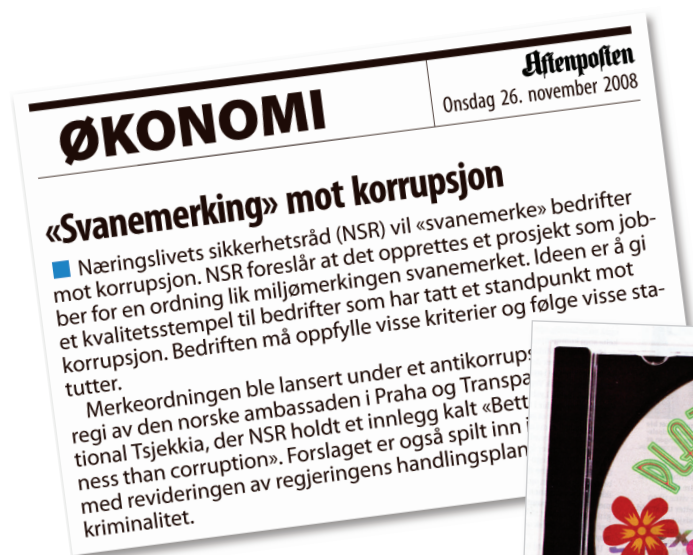 ØKONOMI
Aftenposten
Onsdag 26. november 2008
«Svanemerking» mot korrupsjon
Næringslivets sikkerhetsråd (NSR) vil «svanemerke» bedrifter
mot korrupsjon. NSR foreslår at det opprettes et prosjekt som job-
ber for en ordning lik miljømerkingen svanemerket. Ideen er å gi
et kvalitetsstempel til bedrifter som har tatt et standpunkt mot
korrupsjon. Bedriften må oppfylle visse kriterier og følge visse sta-
tutter.
Merkeordningen ble lansert under et antikorrups
regi av den norske ambassaden i Praha og Transpa
tional Tsjekkia, der NSR holdt et innlegg kalt «Bett
ness than corruption». Forslaget er også spilt inn
med revideringen av regjeringens handlingsplan
kriminalitet.